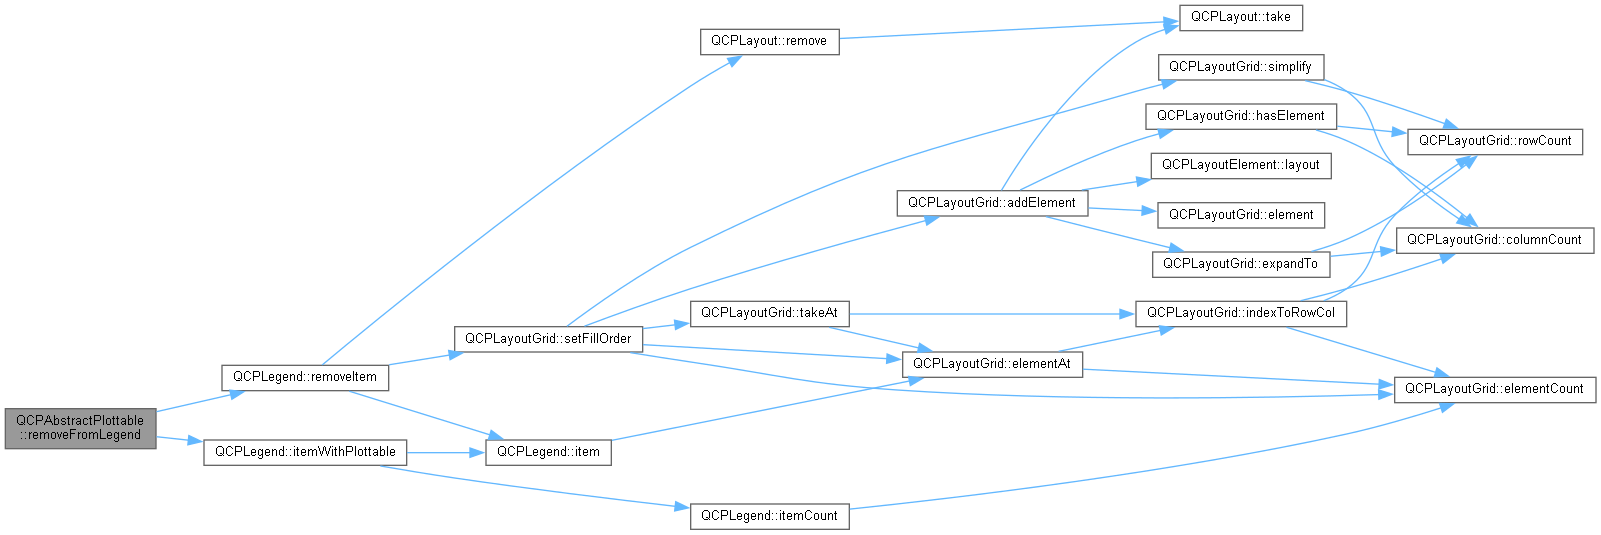 QCPAbstractPlottable
::removeFromLegend
QCPLegend::removeItem
QCPLegend::itemWithPlottable
QCPLayoutGrid::setFillOrder
QCPLegend::item
QCPLayout::remove
QCPLayoutGrid::takeAt
QCPLegend::itemCount
QCPLayoutGrid::addElement
QCPLayoutGrid::elementAt
QCPLayout::take
QCPLayoutGrid::simplify
QCPLayoutGrid::hasElement
QCPLayoutElement::layout
QCPLayoutGrid::element
QCPLayoutGrid::expandTo
QCPLayoutGrid::indexToRowCol
QCPLayoutGrid::rowCount
QCPLayoutGrid::columnCount
QCPLayoutGrid::elementCount